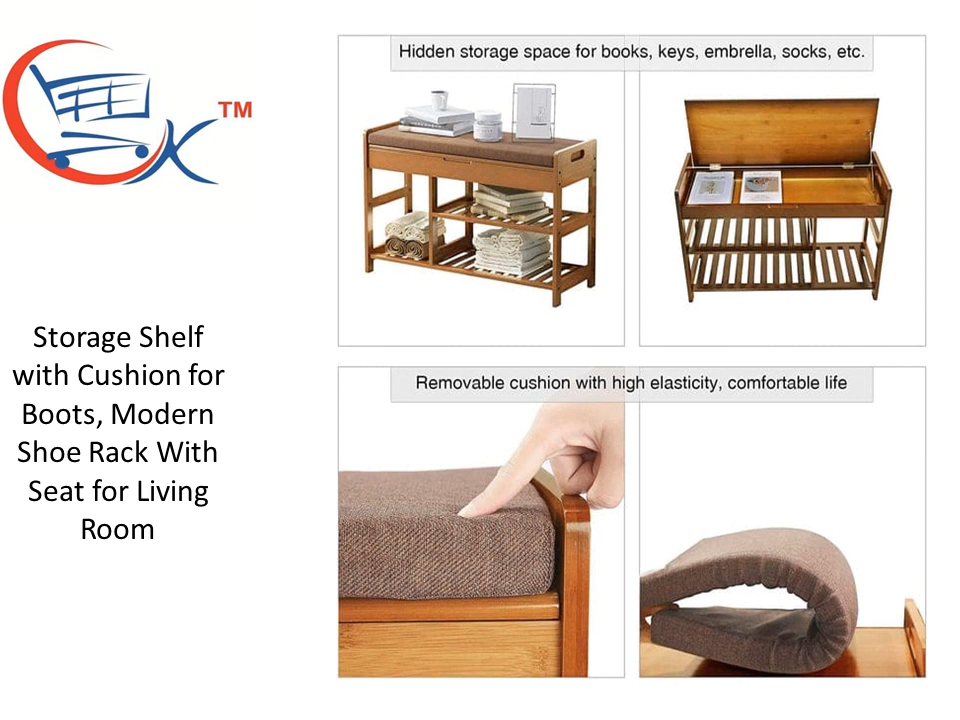 TM
Hidden storage space for books, keys, embrella, socks, etc.
Storage Shelf
with Cushion for
Boots, Modern
Shoe Rack With
Seat for Living
Room
Removable cushion with high elasticity, comfortable life